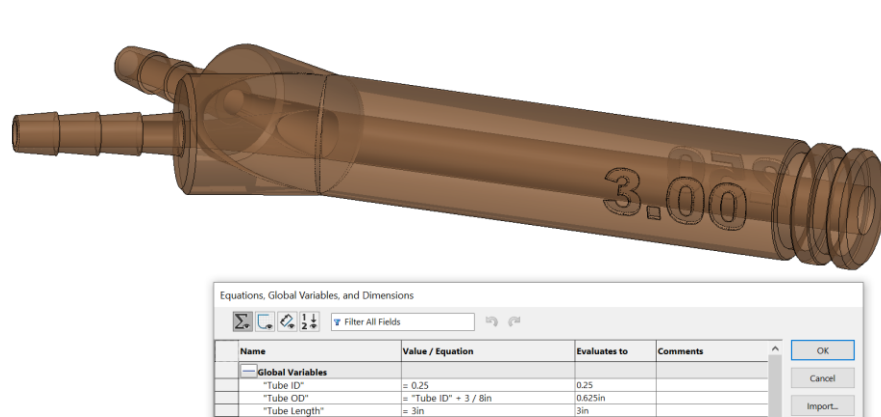 3.00
Equations, Global Variables, and Dimensions
Filter All Fields
Name Value / Equation Evaluates to Comments
OK
Global Variables
Cancel
"Tube ID" = 0.25 0.25
"Tube OD" = "Tube ID" + 3 / 8in 0.625in
"Tube Length" = 3in 3in
Import...